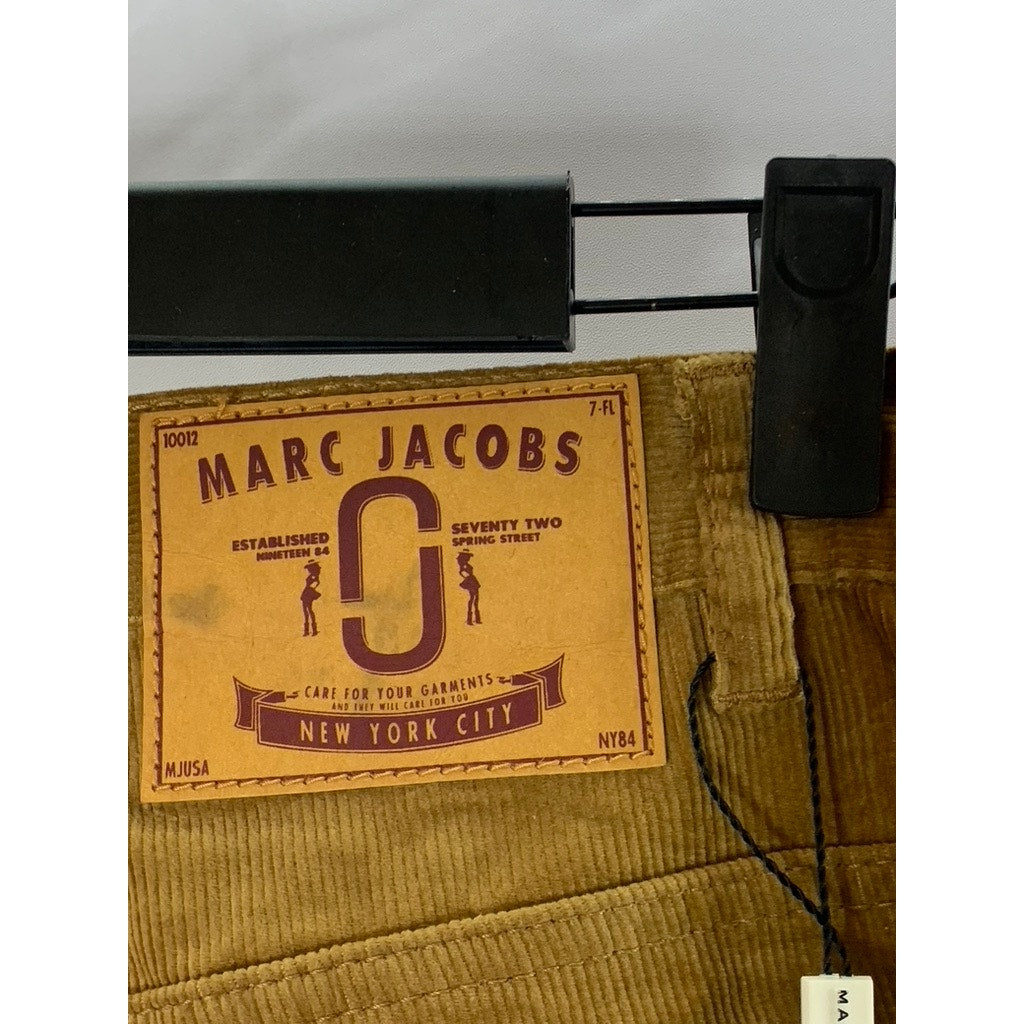 10012
7-FL
MARC JACOBS
ESTABLISHED
NINETEEN 84
SEVENTY TWO
SPRING STREET
CARE FOR YOUR GARMENTS
AND THEY WILL CARE FOR YOU
NEW YORK CITY
MJUSA
NY84
MA